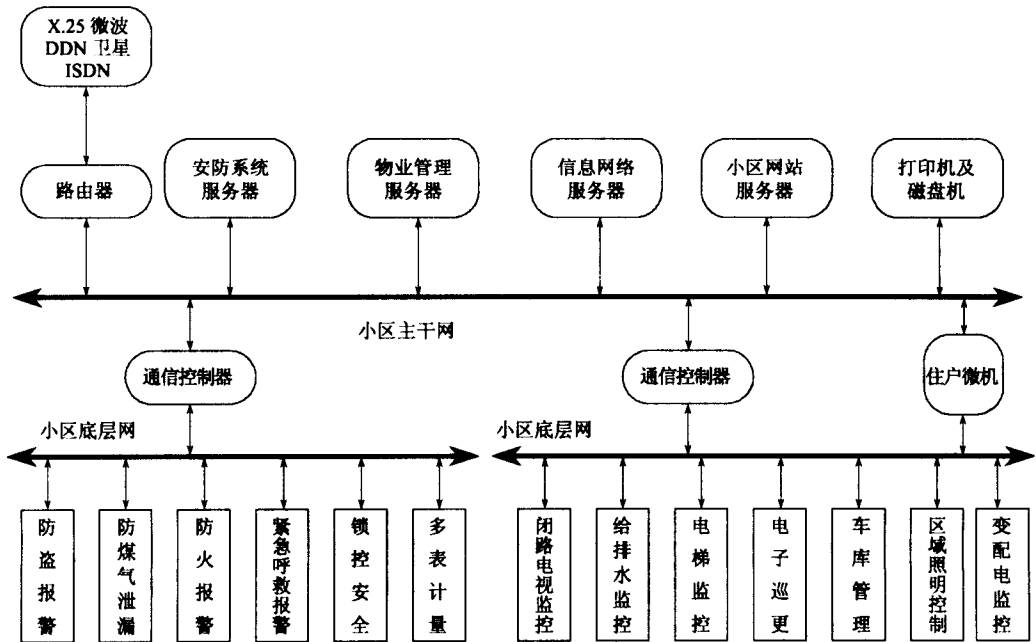 X.25 微波
DDN 卫星
ISDN
路由器
安防系统
服务器
物业管理
服务器
信息网络
服务器
小区网站
服务器
打印机及
磁盘机
小区主干网
通信控制器
通信控制器
住户微机
小区底层网
小区底层网
防盗报警
防煤气泄漏
防火报警
紧急呼救报警
锁控安全
多表计量
闭路电视监控
给排水监控
电梯监控
电子巡更
车库管理
区域照明控制
变配电监控